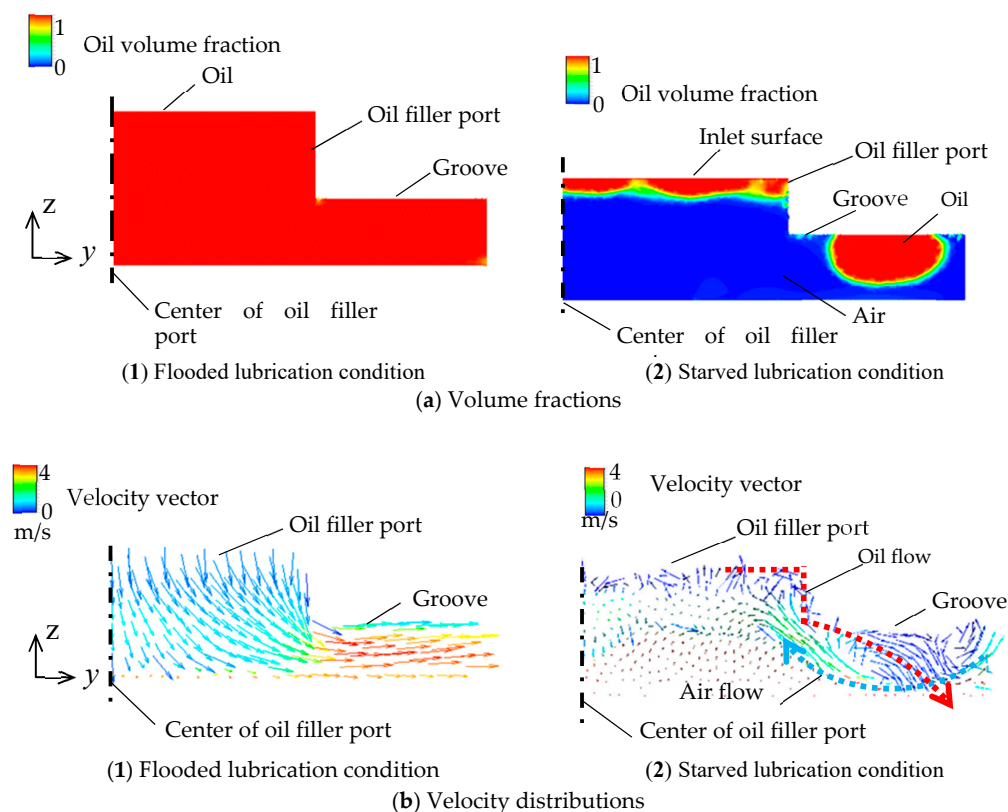 1
0
Oil volume fraction
Oil
Oil filler port
Groove
z
y
Center of oil filler
port
(1) Flooded lubrication condition
1
0
Oil volume fraction
Inlet surface
Oil filler port
Groove
Oil
Air
Center of oil filler
(2) Starved lubrication condition
(a) Volume fractions
4
0
m/s
Velocity vector
Oil filler port
Groove
z
y
Center of oil filler port
(1) Flooded lubrication condition
4
0
m/s
Velocity vector
Oil filler port
Oil flow
Groove
Air flow
Center of oil filler port
(2) Starved lubrication condition
(b) Velocity distributions